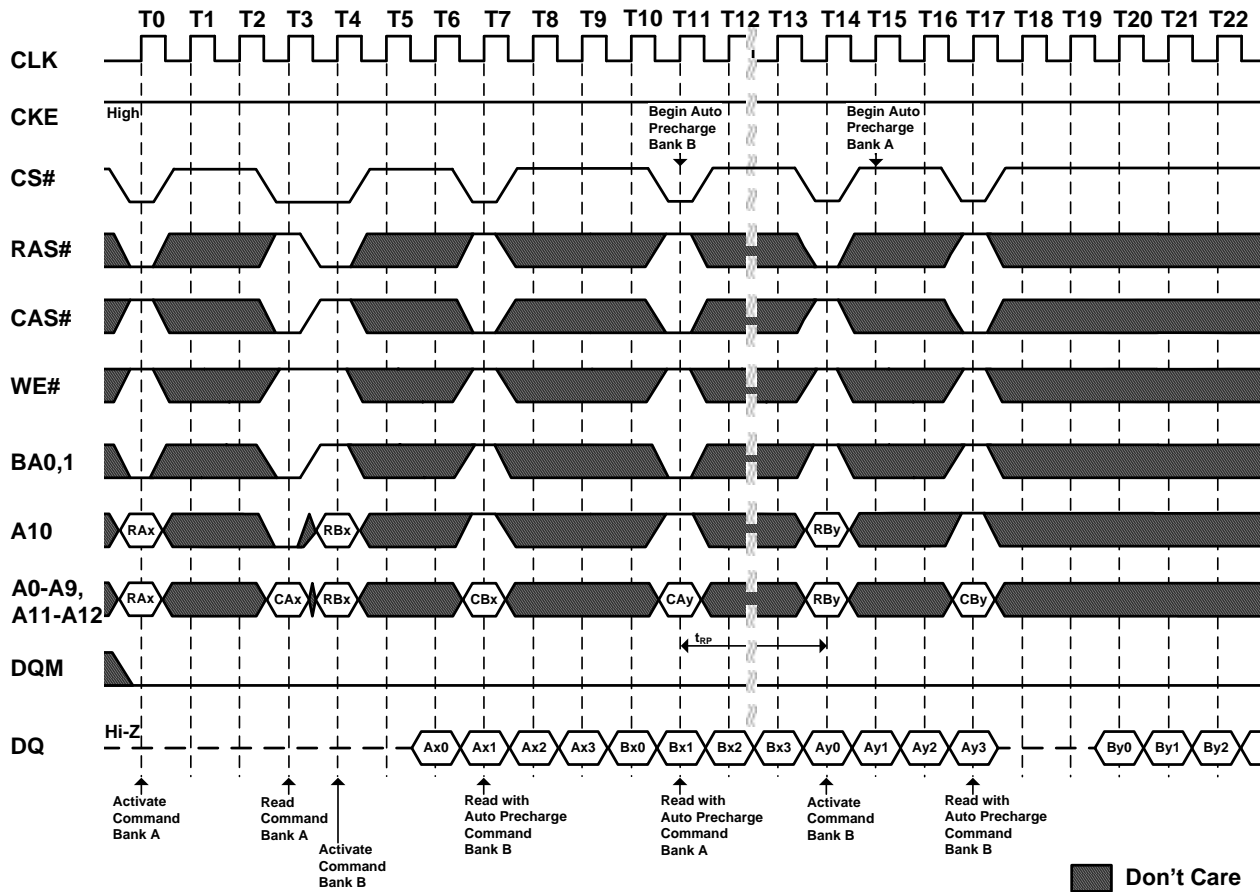 T0 T1 T2 T3 T4 T5 T6 T7 T8 T9 T10 T11 T12 T13 T14 T15 T16 T17 T18 T19 T20 T21 T22
CLK
CKE
High
Begin Auto
Precharge
Bank B
Begin Auto
Precharge
Bank A
CS#
RAS#
CAS#
WE#
BA0,1
A10
RAx RBx RBy
A0-A9,
A11-A12
RAx CAx RBx CBx CAy RBy CBy
tRP
DQM
Hi-Z
DQ
Ax0 Ax1 Ax2 Ax3 Bx0 Bx1 Bx2 Bx3 Ay0 Ay1 Ay2 Ay3 By0 By1 By2
Activate
Command
Bank A
Read
Command
Bank A
Activate
Command
Bank B
Read with
Auto Precharge
Command
Bank B
Read with
Auto Precharge
Command
Bank A
Activate
Command
Bank B
Read with
Auto Precharge
Command
Bank B
Don't Care